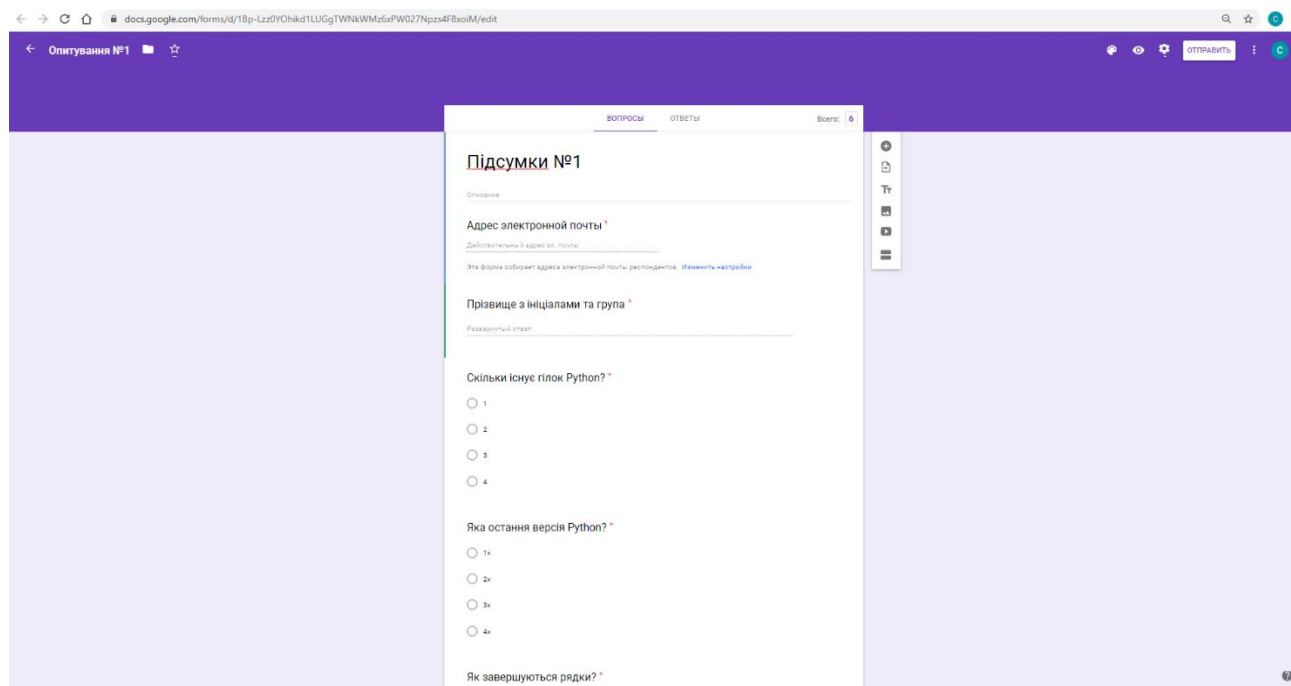 docs.google.com/forms/d/1Bp-Lzz0YOhikd1LUGgTWNkWMz6xPW027Npzs4F8xoiM/edit
С
Опитування №1
ОТПРАВИТЬ
С
ВОПРОСЫ ОТВЕТЫ Всего: 6
Підсумки №1
Описание
Адрес электронной почты *
Действительный адрес эл. почты
Эта форма собирает адреса электронной почты респондентов. Изменить настройки
Прізвище з ініціалами та група *
Развернутый ответ
Скільки існує гілок Python? *
1
2
3
4
Яка остання версія Python? *
1x
2x
3x
4x
Як завершуються рядки? *